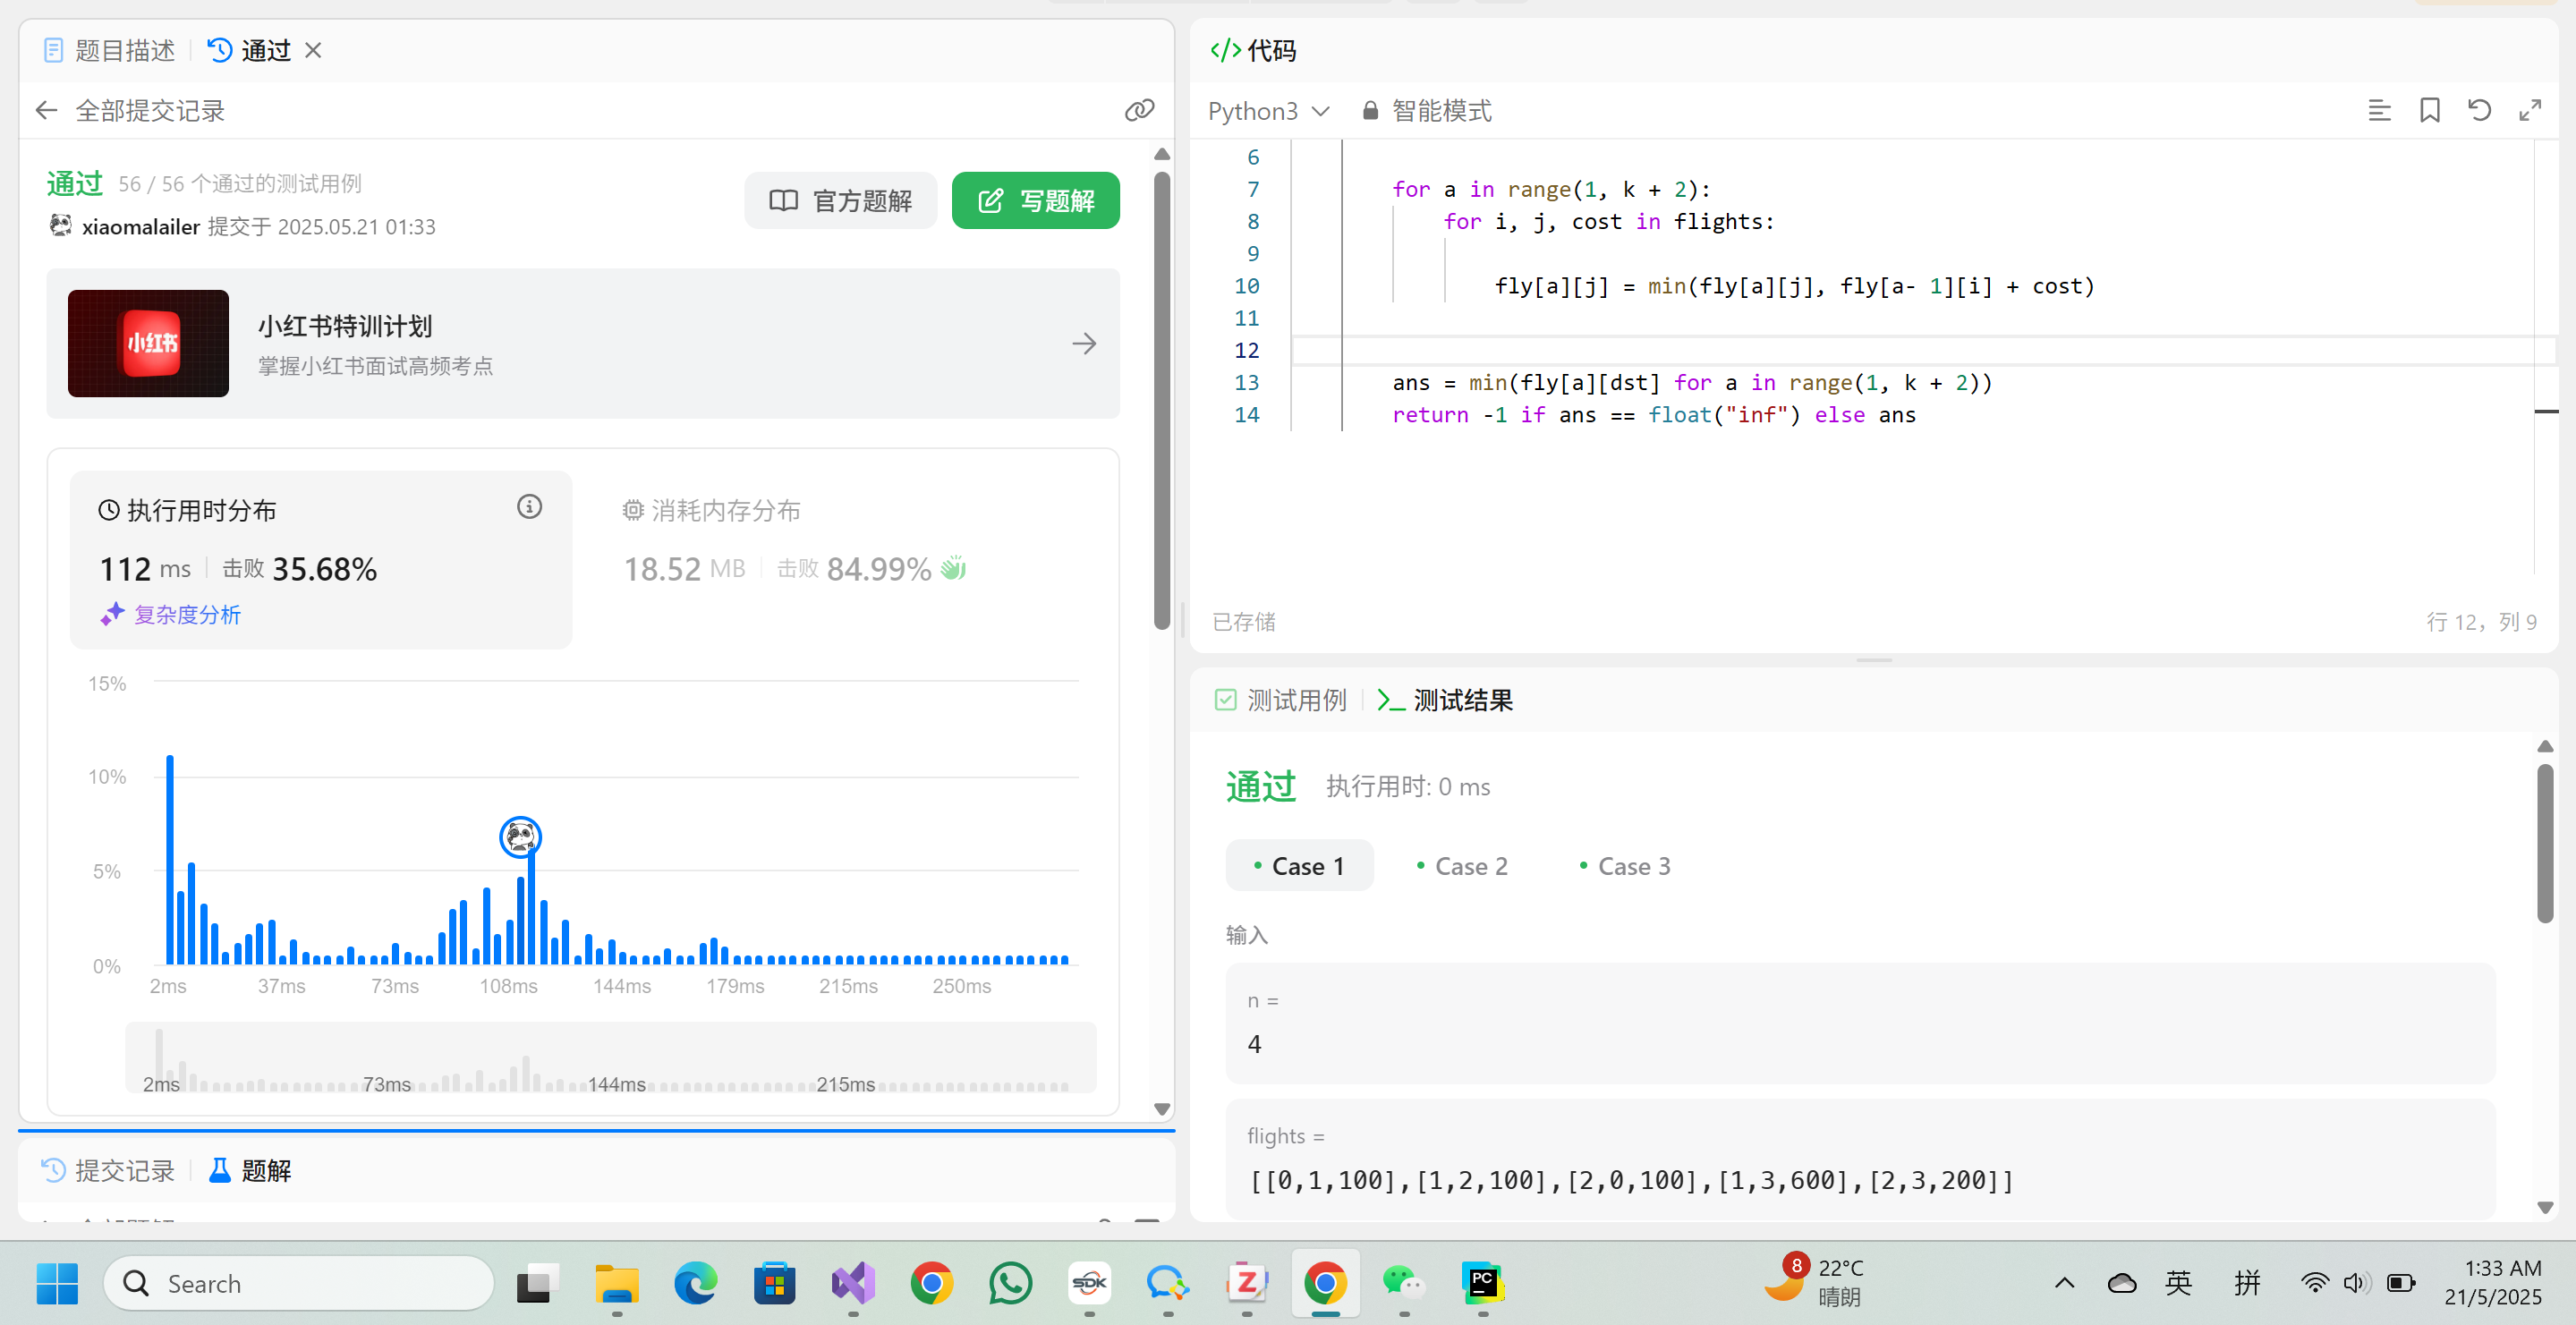 题目描述
通过
全部提交记录
通过 56 / 56 个通过的测试用例
xiaomalailer 提交于 2025.05.21 01:33
官方题解
写题解
小红书
小红书特训计划
掌握小红书面试高频考点
执行用时分布
112 ms 击败 35.68%
复杂度分析
消耗内存分布
18.52 MB 击败 84.99%
15%
10%
5%
0%
2ms 37ms 73ms 108ms 144ms 179ms 215ms 250ms
2ms 73ms 144ms 215ms
提交记录
题解
</> 代码
Python3 智能模式
6
7 for a in range(1, k + 2):
8 for i, j, cost in flights:
9
10 fly[a][j] = min(fly[a][j], fly[a- 1][i] + cost)
11
12
13 ans = min(fly[a][dst] for a in range(1, k + 2))
14 return -1 if ans == float("inf") else ans
已存储
行 12，列 9
测试用例
测试结果
通过 执行用时: 0 ms
Case 1
Case 2
Case 3
输入
n =
4
flights =
[[0,1,100],[1,2,100],[2,0,100],[1,3,600],[2,3,200]]
Search
SDK
Z
PC
8
22°C
晴朗
英
拼
1:33 AM
21/5/2025